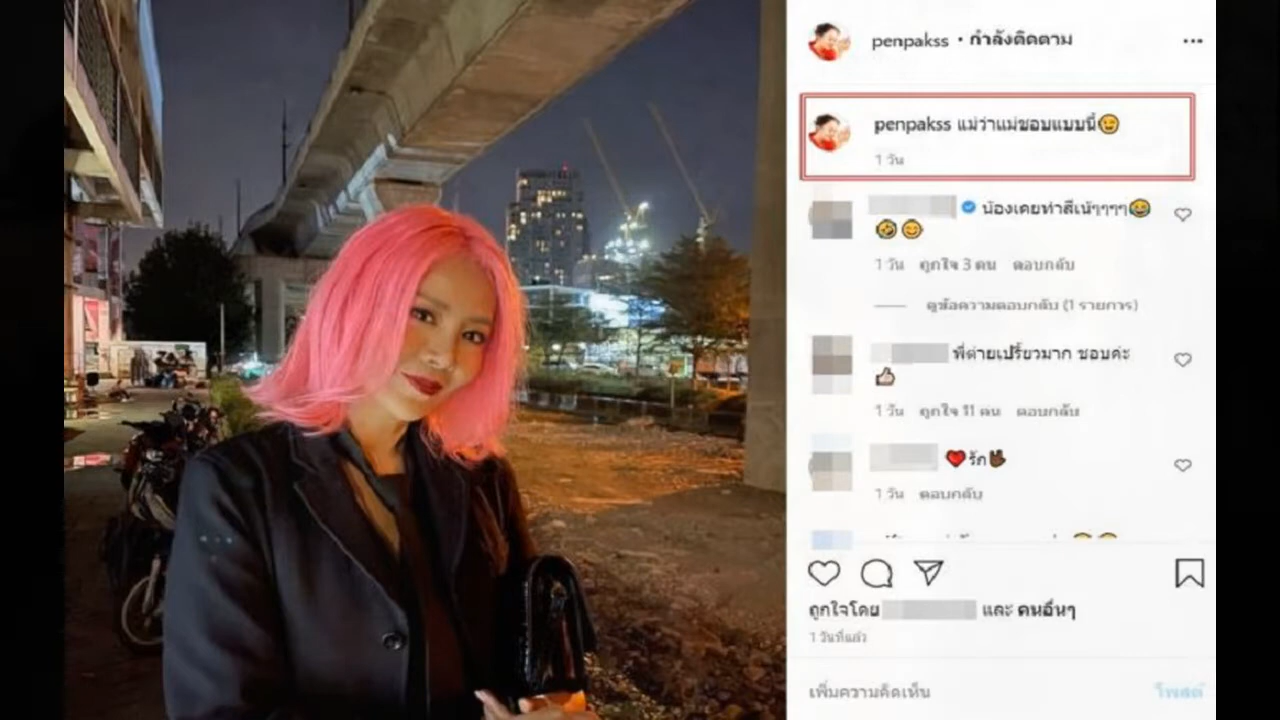 penpakss • กำลังติดตาม
penpakss แม่ว่าแม่ชอบแบบนี้😉
1 วัน
น้องเคยทำสีเน้ๆๆๆๆ😂
🤣😊
1 วัน ถูกใจ 3 คน ตอบกลับ
ดูข้อความตอบกลับ (1 รายการ)
พี่ต่ายเปรี้ยวมาก ชอบค่ะ
👍🏻
1 วัน ถูกใจ 11 คน ตอบกลับ
❤️รัก🤟🏿
1 วัน ตอบกลับ
ถูกใจโดย และ คนอื่นๆ
1 วันที่แล้ว
เพิ่มความคิดเห็น โพสต์